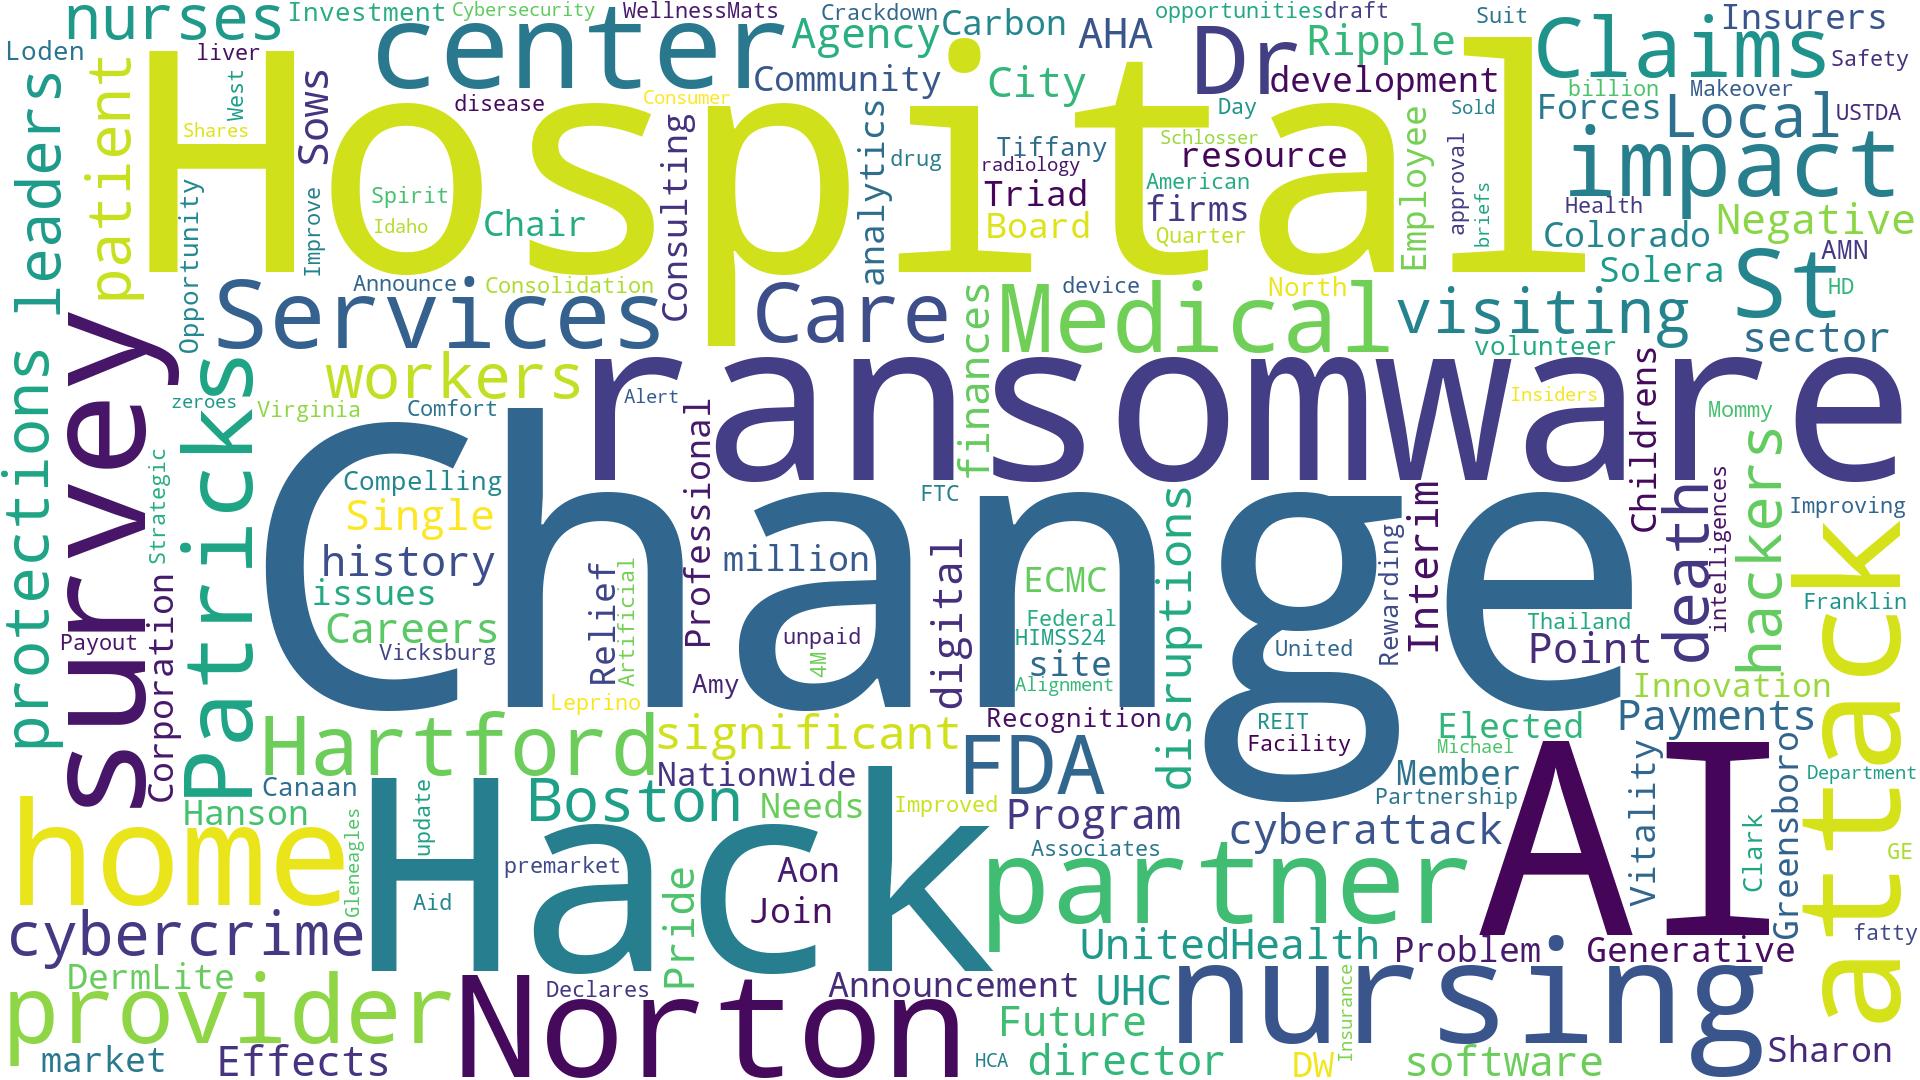 nurses
Investment
Cybersecurity
WellnessMats
Crackdown
Carbon
opportunities
draft
Suit
Insurers
Loden
liver
center
Agency
AHA
Dr
Ripple
Claims
Safety
leaders
patient
West
Sows
disease
Consumer
Community
City
development
billion
Makeover
Shares
Hospital
Day
Sold
Forces
Local
USTDA
Consulting
analytics
drug
Tiffany
radiology
Schlosser
resource
Employee
approval
briefs
impact
Opportunity
Improve
Spirit
Idaho
Chair
Triad
Board
American
firms
Quarter
Health
Colorado
Negative
AMN
Solera
St
HD
Announce
Consolidation
Services
Care
finances
Medical
device
North
visiting
volunteer
sector
protections
survey
Patricks
zeroes
Virginia
workers
Comfort
ransomware
Alert
Insiders
Childrens
Mommy
Professional
Change
Compelling
Single
history
issues
Careers
Vicksburg
Strategic
Corporation
Payout
Relief
Artificial
million
unpaid
4M
Amy
Leprino
FTC
digital
ECMC
Federal
HIMSS24
site
Alignment
disruptions
United
Rewarding
Interim
Thailand
Point
death
intelligences
hackers
Improving
Franklin
attack
Innovation
Hartford
significant
Recognition
REIT
Facility
Elected
Michael
Payments
Canaan
Nationwide
FDA
Member
Partnership
Vitality
Greensboro
Department
Hanson
Boston
Needs
Improved
Program
cyberattack
AI
home
Gleneagles
update
Hack
premarket
Aid
Pride
Aon
Join
Associates
partner
Clark
GE
cybercrime
UnitedHealth
Problem
Generative
fatty
DermLite
provider
Declares
Norton
Announcement
UHC
nursing
Insurance
Future
market
Effects
HCA
director
DW
software
Sharon